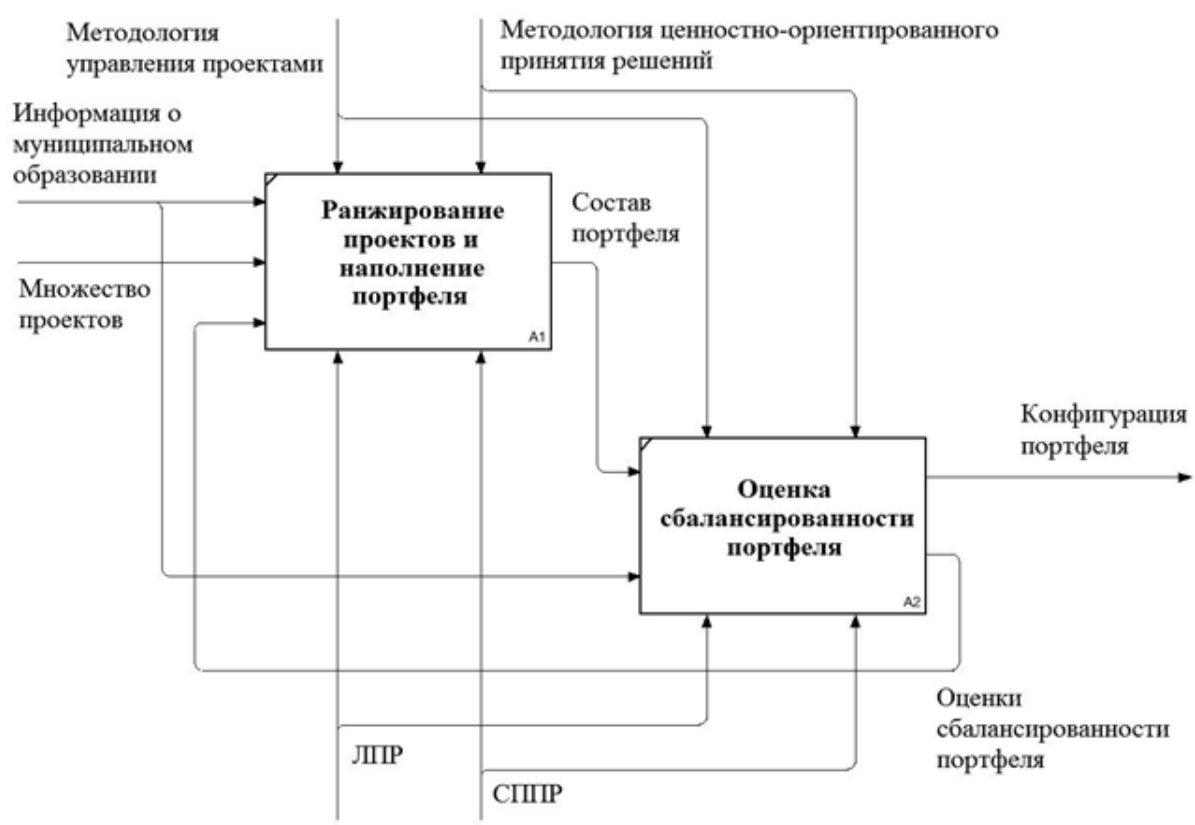 Методология
управления проектами
Методология ценностно-ориентированного
принятия решений
Информация о
муниципальном
образовании
Множество
проектов
Ранжирование
проектов и
наполнение
портфеля
A1
Состав
портфеля
Конфигурация
портфеля
Оценка
сбалансированности
портфеля
A2
Оценки
сбалансированности
портфеля
ЛПР
СППР